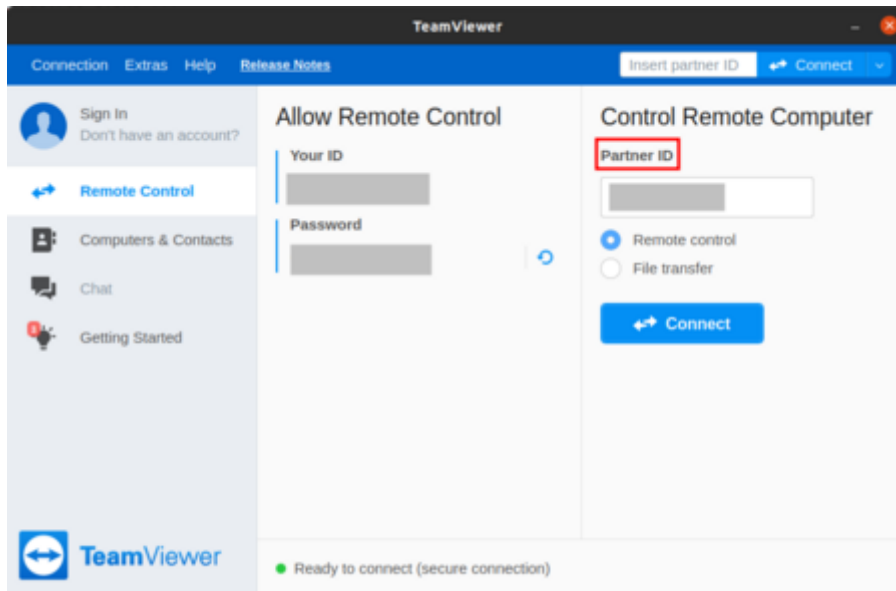 TeamViewer
Connection Extras Help Release Notes
Insert partner ID Connect
Sign In
Don't have an account?
Remote Control
Computers & Contacts
Chat
1
Getting Started
TeamViewer
Allow Remote Control
Your ID
Password
Control Remote Computer
Partner ID
Remote control
File transfer
Connect
Ready to connect (secure connection)